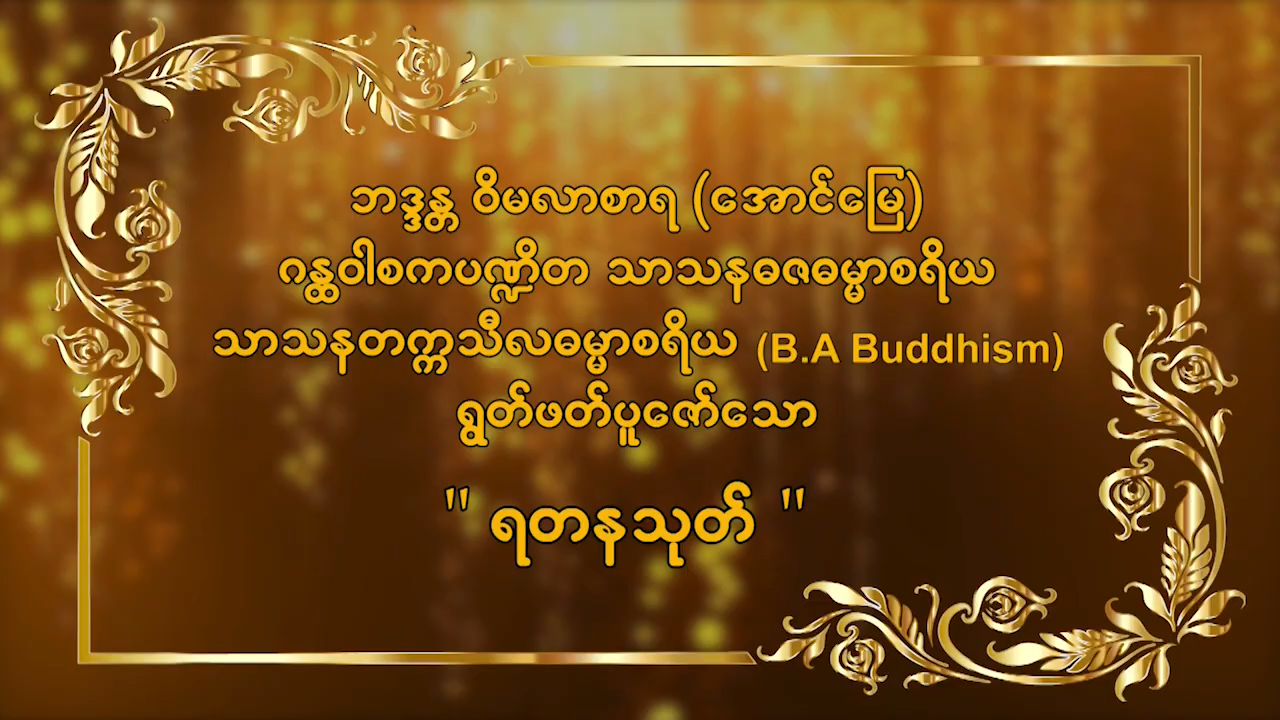 ဘဒ္ဒန္တ ဝိမလာစာရ (အောင်မြေ)
ဂန္ထဝါစကပဏ္ဍိတ သာသနဓဇဓမ္မာစရိယ
သာသနတက္ကသီလဓမ္မာစရိယ (B.A Buddhism)
ရွတ်ဖတ်ပူဇော်သော
" ရတနသုတ် "